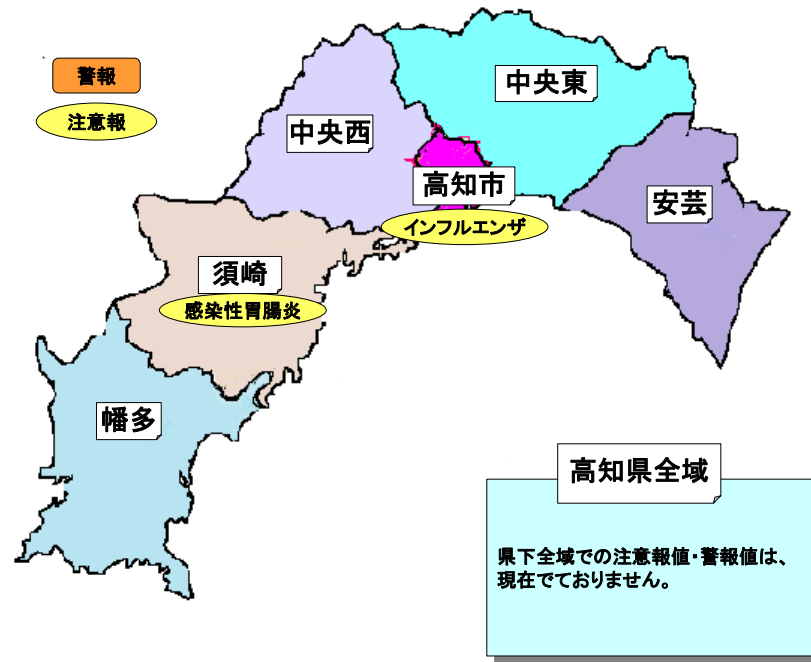 警報
注意報
中央東
中央西
高知市
安芸
インフルエンザ
須崎
感染性胃腸炎
幡多
高知県全域
県下全域での注意報値・警報値は、
現在でておりません。